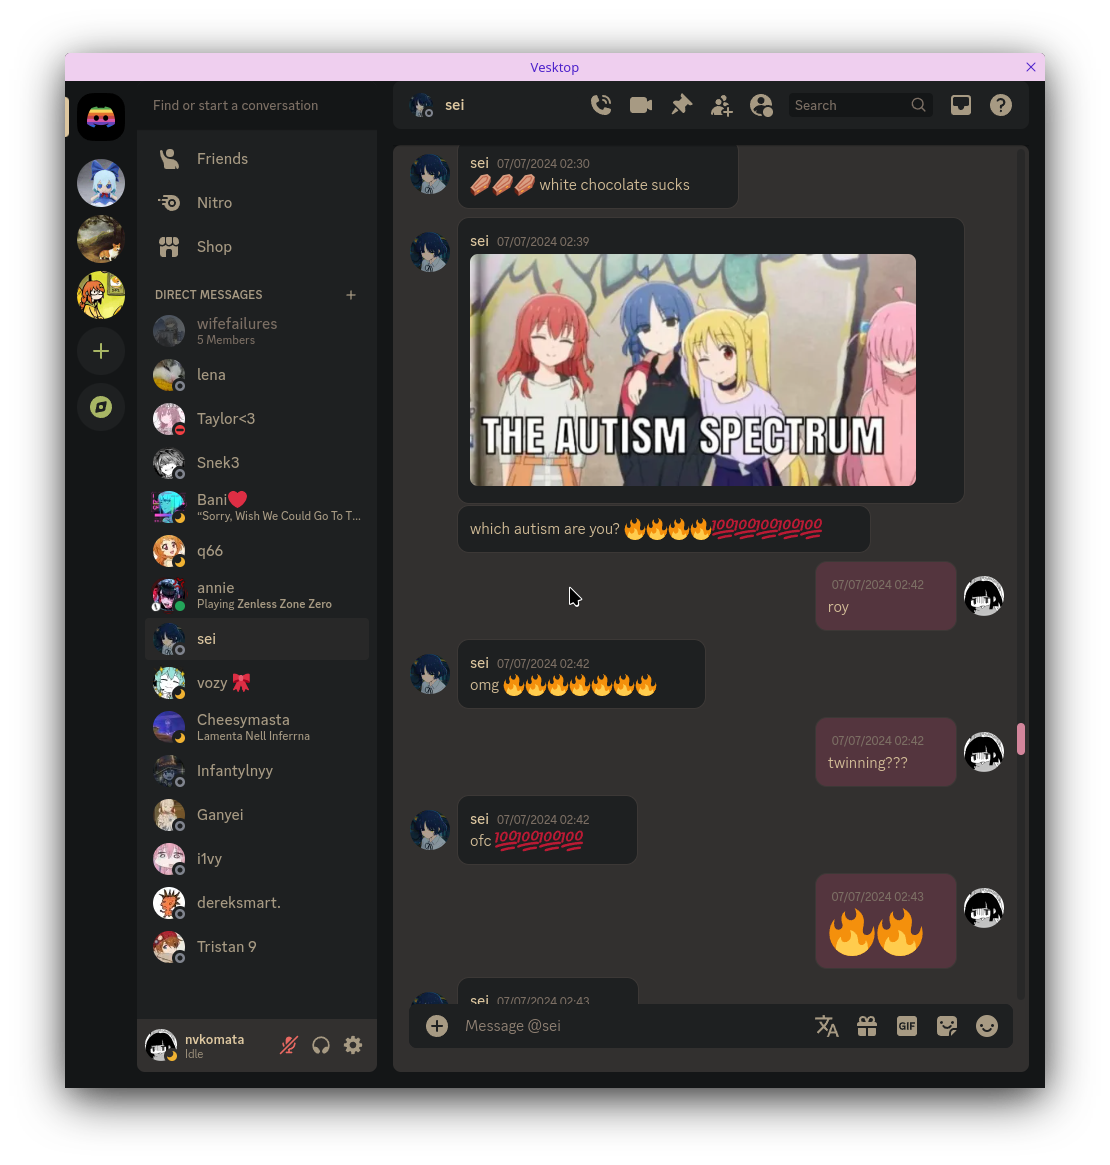 Vesktop
Find or start a conversation
Friends
Nitro
Shop
DIRECT MESSAGES
wifefailures
5 Members
lena
Taylor<3
Snek3
Bani❤️
“Sorry, Wish We Could Go To T...
q66
annie
Playing Zenless Zone Zero
sei
vozy 🎀
Cheesymasta
Lamenta Nell Inferrna
Infantylnyy
Ganyei
i1vy
dereksmart.
Tristan 9
nvkomata
Idle
sei
Search
sei 07/07/2024 02:30
white chocolate sucks
sei 07/07/2024 02:39
THE AUTISM SPECTRUM
which autism are you? 🔥🔥🔥🔥💯💯💯💯💯
07/07/2024 02:42
roy
sei 07/07/2024 02:42
omg 🔥🔥🔥🔥🔥🔥🔥
07/07/2024 02:42
twinning???
sei 07/07/2024 02:42
ofc 💯💯💯💯
07/07/2024 02:43
🔥🔥
sei 07/07/2024 02:43
Message @sei
GIF